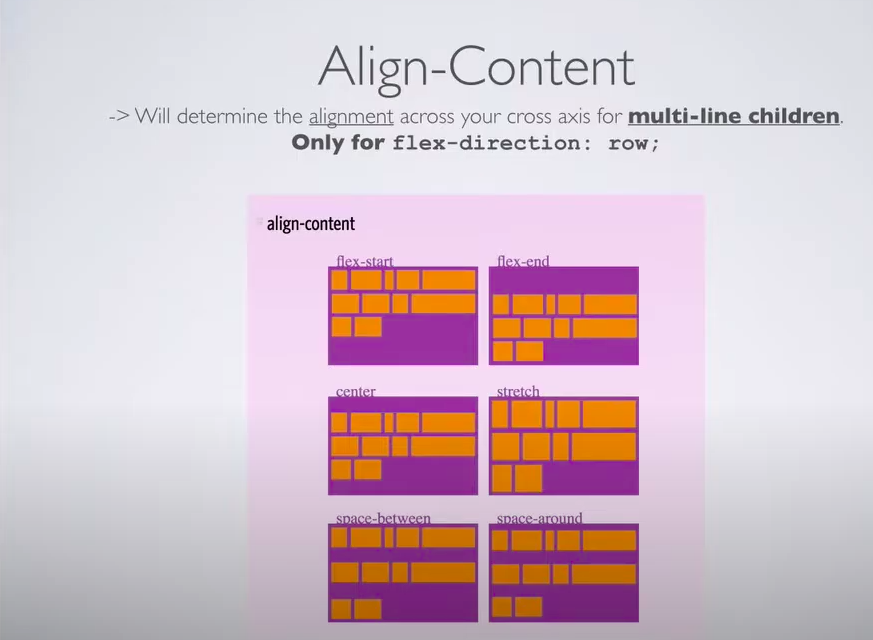 Align-Content
-> Will determine the alignment across your cross axis for multi-line children.
Only for flex-direction: row;
align-content
flex-start
flex-end
center
stretch
space-between
space-around